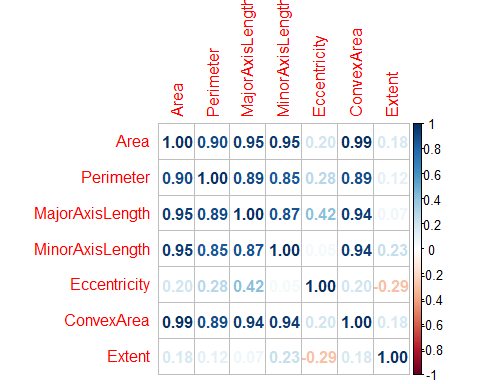 Area Perimeter MajorAxisLength MinorAxisLength Eccentricity ConvexArea Extent
Area 1.00 0.90 0.95 0.95 0.20 0.99 0.18
Perimeter 0.90 1.00 0.89 0.85 0.28 0.89 0.12
MajorAxisLength 0.95 0.89 1.00 0.87 0.42 0.94 0.07
MinorAxisLength 0.95 0.85 0.87 1.00 0.05 0.94 0.23
Eccentricity 0.20 0.28 0.42 0.05 1.00 0.20 -0.29
ConvexArea 0.99 0.89 0.94 0.94 0.20 1.00 0.18
Extent 0.18 0.12 0.07 0.23 -0.29 0.18 1.00
1
0.8
0.6
0.4
0.2
0
-0.2
-0.4
-0.6
-0.8
-1